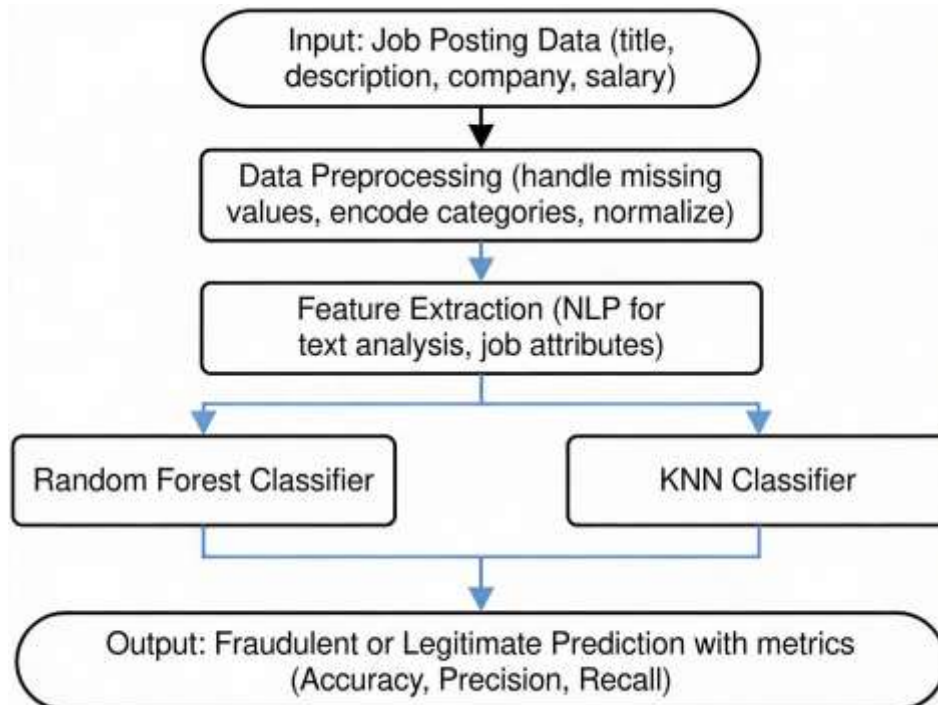 Input: Job Posting Data (title,
description, company, salary)
Data Preprocessing (handle missing
values, encode categories, normalize)
Feature Extraction (NLP for
text analysis, job attributes)
Random Forest Classifier
KNN Classifier
Output: Fraudulent or Legitimate Prediction with metrics
(Accuracy, Precision, Recall)